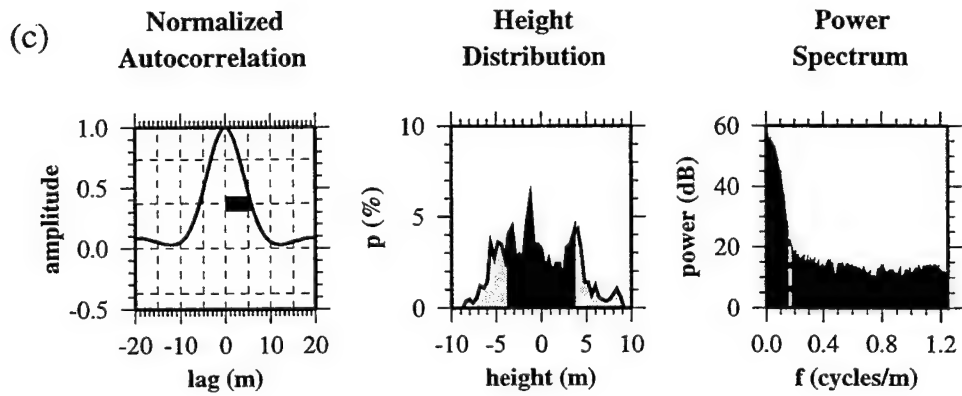 (c)
Normalized
Autocorrelation
Height
Distribution
Power
Spectrum
amplitude
1.0
0.5
0.0
-0.5
-20 -10 0 10 20
lag (m)
p (%)
10
5
0
-10 -5 0 5 10
height (m)
power (dB)
60
40
20
0
0.0 0.4 0.8 1.2
f (cycles/m)